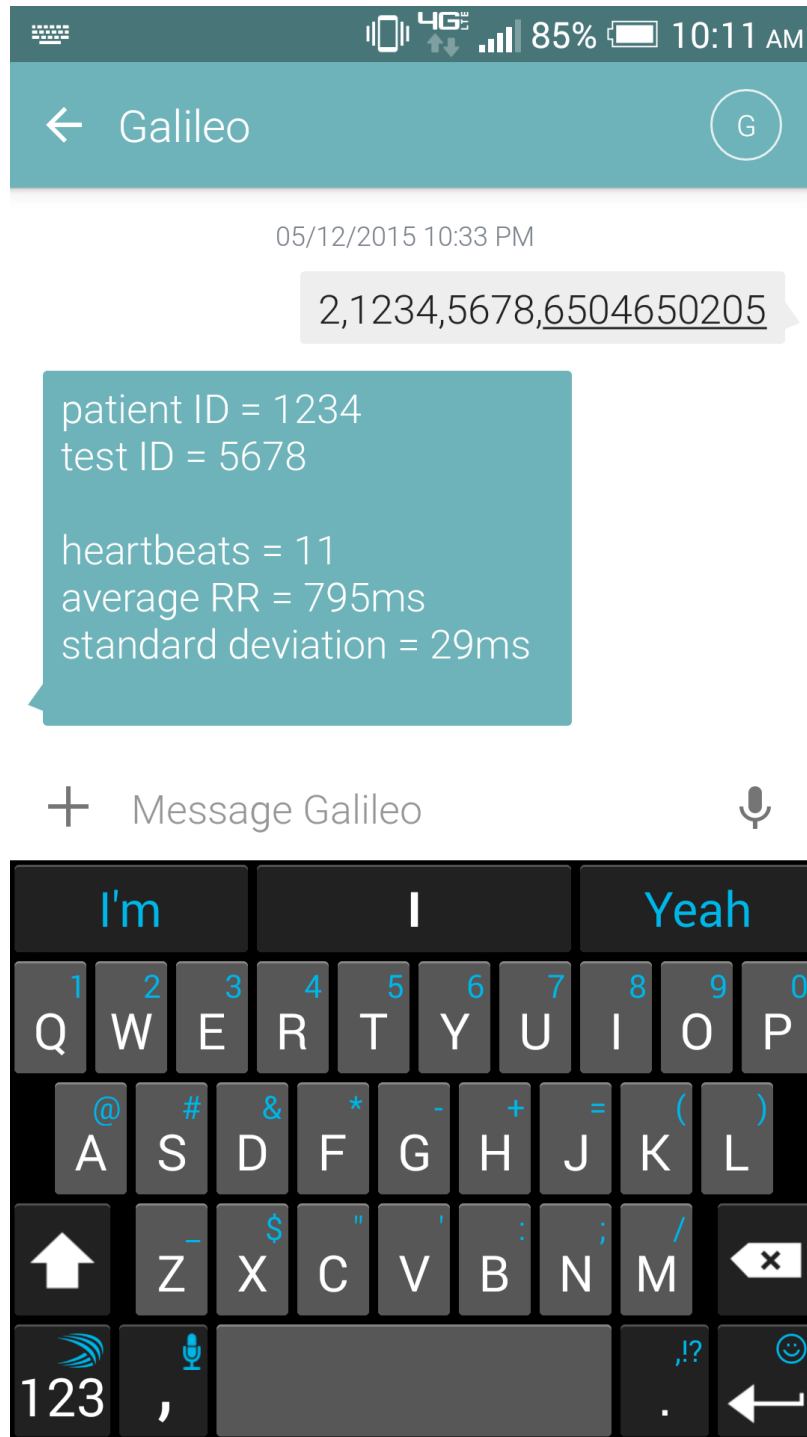 4G LTE 85% 10:11 AM
Galileo G
05/12/2015 10:33 PM
2,1234,5678,6504650205
patient ID = 1234
test ID = 5678
heartbeats = 11
average RR = 795ms
standard deviation = 29ms
+ Message Galileo
I'm I Yeah
1 2 3 4 5 6 7 8 9 0
Q W E R T Y U I O P
@ # & * - + = ( )
A S D F G H J K L
_ $ " ' : ; /
Z X C V B N M
,!?
123 , .